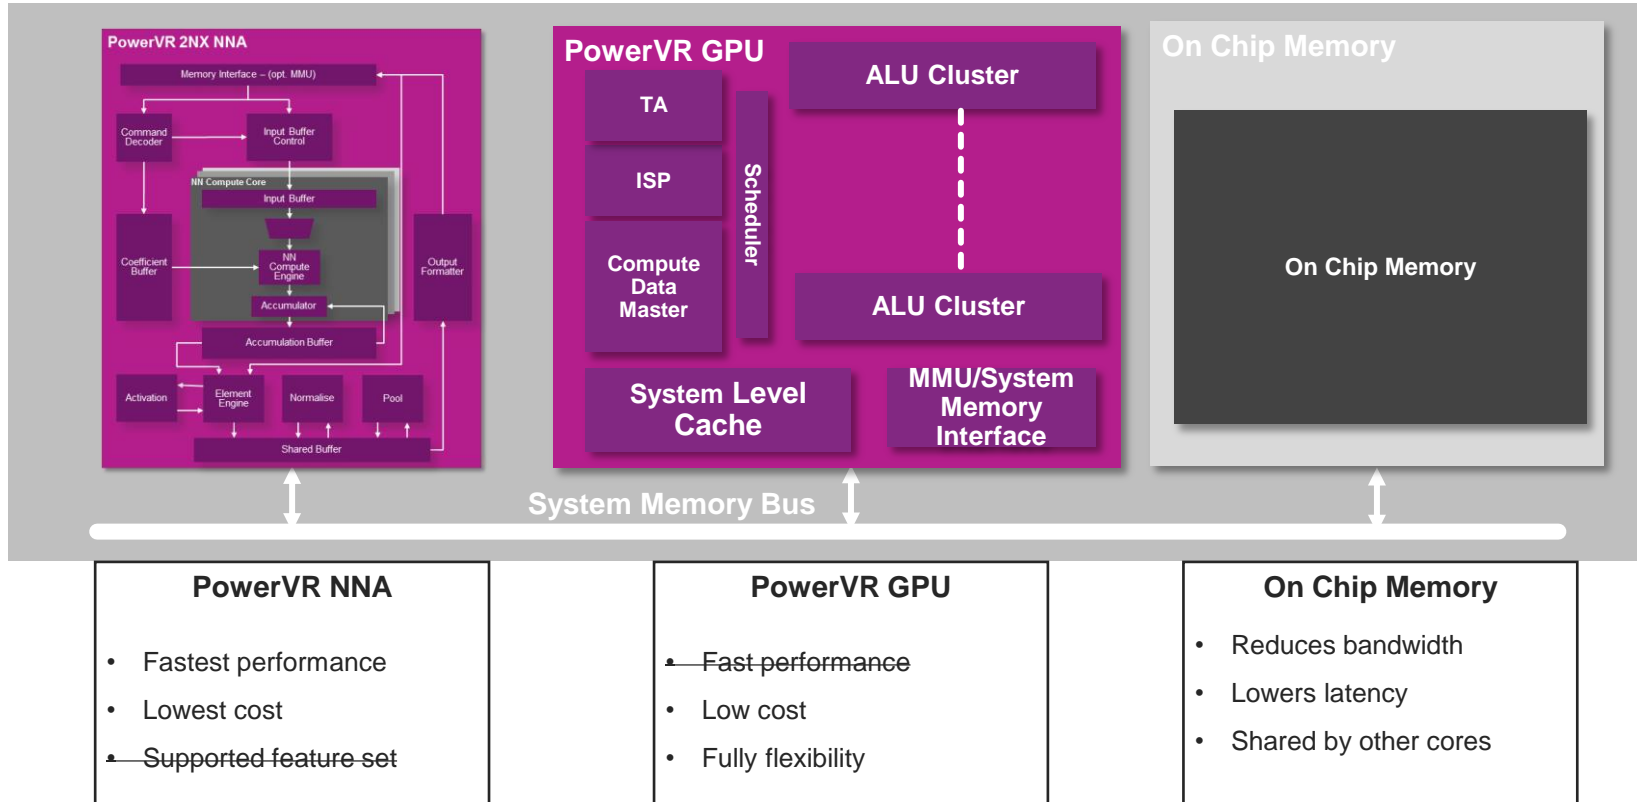 PowerVR 2NX NNA
Memory Interface – (opt. MMU)
Command
Decoder
Input Buffer
Control
NN Compute Core
Input Buffer
Coefficient
Buffer
NN
Compute
Engine
Output
Formatter
Accumulator
Accumulation Buffer
Activation
Element
Engine
Normalise
Pool
Shared Buffer
PowerVR GPU
TA
ISP
Compute
Data
Master
Scheduler
ALU Cluster
ALU Cluster
System Level
Cache
MMU/System
Memory
Interface
On Chip Memory
On Chip Memory
System Memory Bus
PowerVR NNA
• Fastest performance
• Lowest cost
• Supported feature set
PowerVR GPU
• Fast performance
• Low cost
• Fully flexibility
On Chip Memory
• Reduces bandwidth
• Lowers latency
• Shared by other cores